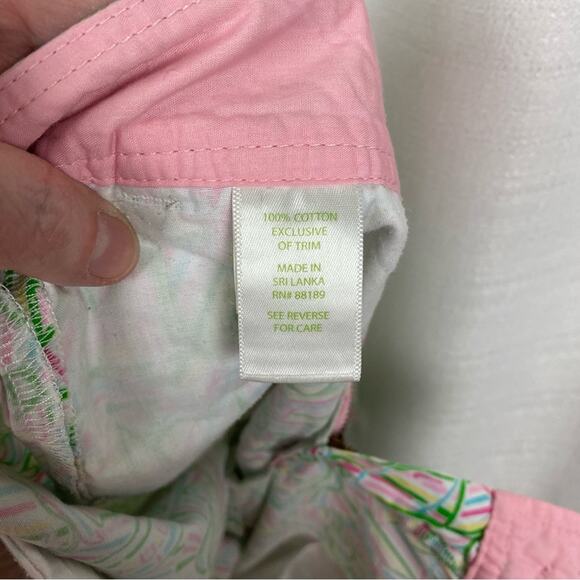 100% COTTON
EXCLUSIVE
OF TRIM
MADE IN
SRI LANKA
RN# 88189
SEE REVERSE
FOR CARE